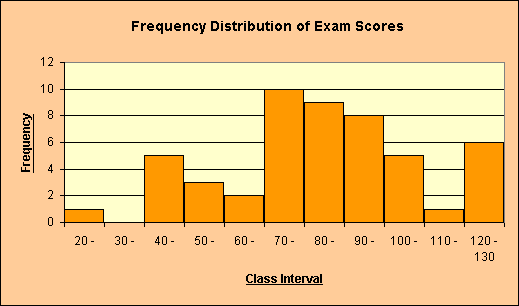 Frequency Distribution of Exam Scores
12
10
8
6
4
2
0
Frequency
20 - 30 - 40 - 50 - 60 - 70 - 80 - 90 - 100 - 110 - 120 -
130
Class Interval